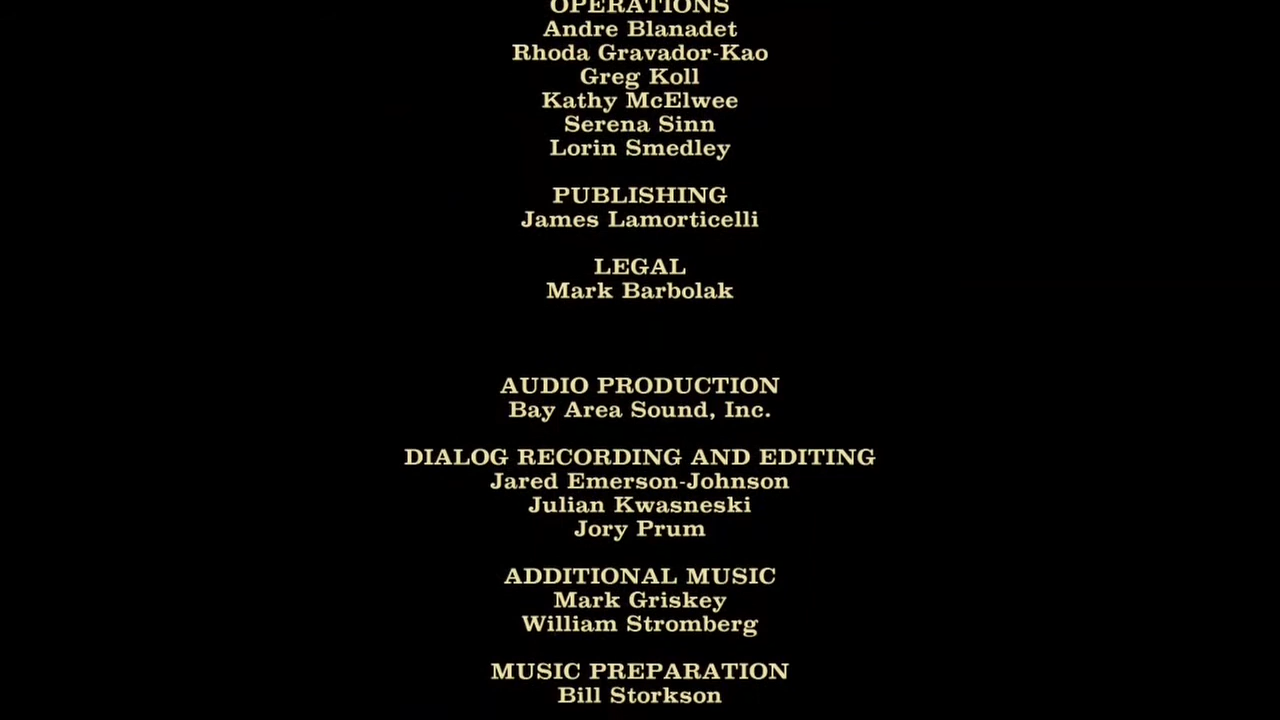 OPERATIONS
Andre Blanadet
Rhoda Gravador-Kao
Greg Koll
Kathy McElwee
Serena Sinn
Lorin Smedley
PUBLISHING
James Lamorticelli
LEGAL
Mark Barbolak
AUDIO PRODUCTION
Bay Area Sound, Inc.
DIALOG RECORDING AND EDITING
Jared Emerson-Johnson
Julian Kwasneski
Jory Prum
ADDITIONAL MUSIC
Mark Griskey
William Stromberg
MUSIC PREPARATION
Bill Storkson